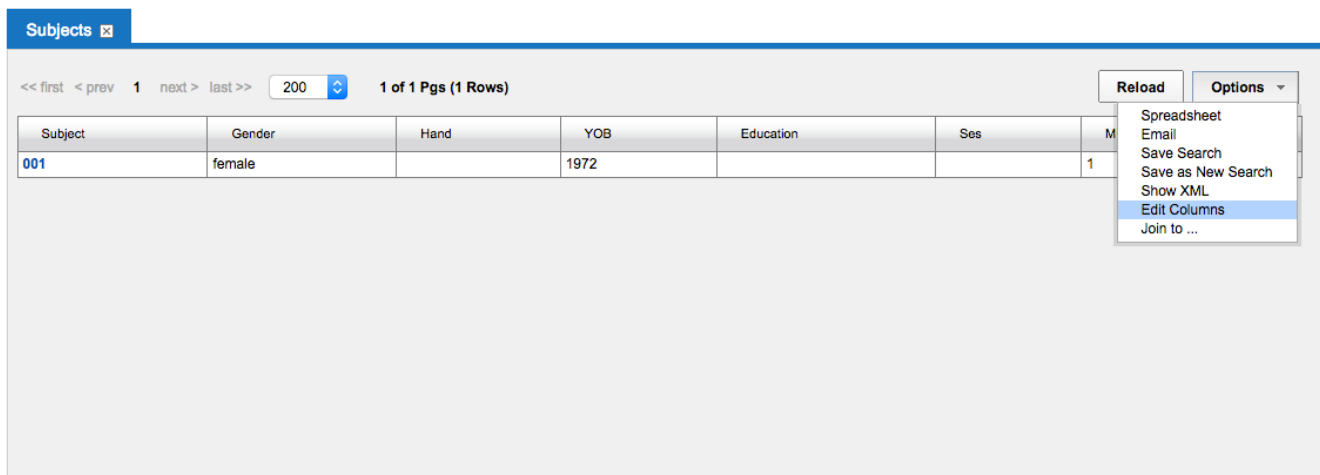 Subjects
<< first < prev 1 next > last >> 200 1 of 1 Pgs (1 Rows) Reload Options
Subject Gender Hand YOB Education Ses M
001 female 1972 1
Spreadsheet
Email
Save Search
Save as New Search
Show XML
Edit Columns
Join to ...